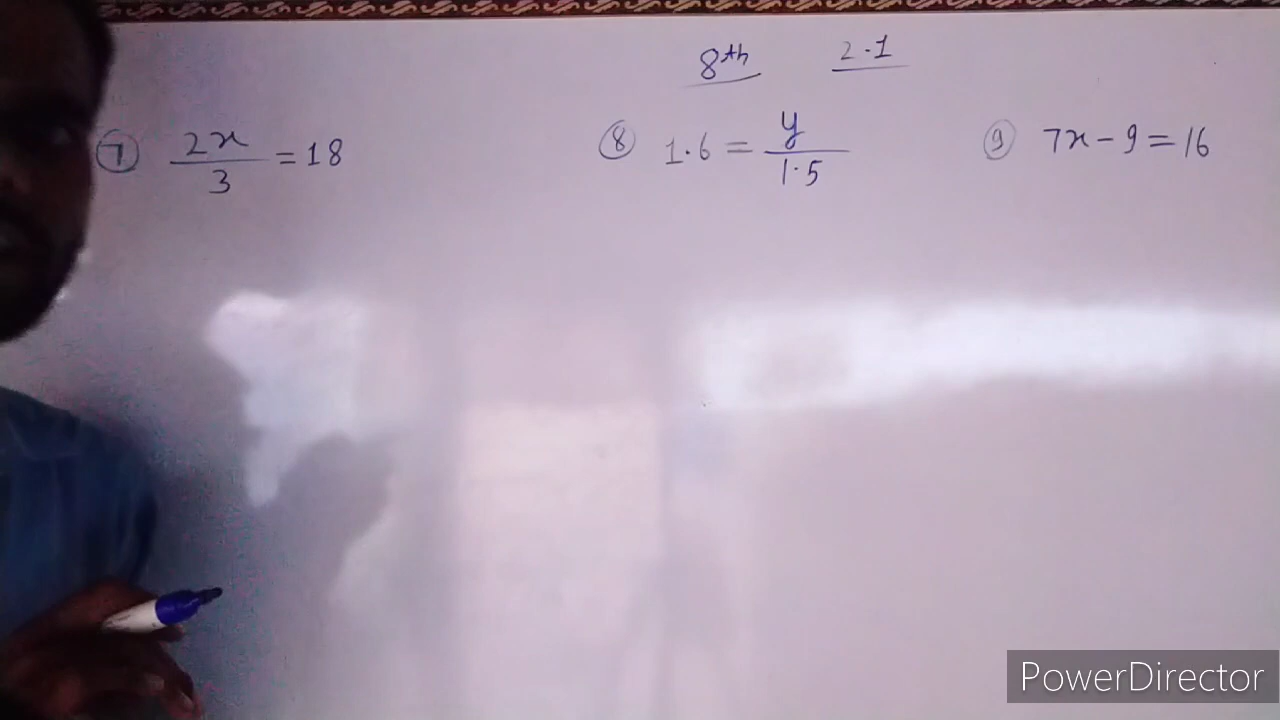 8th 2.1
⑦ 2x/3 = 18
⑧ 1.6 = y/1.5
⑨ 7x - 9 = 16
PowerDirector